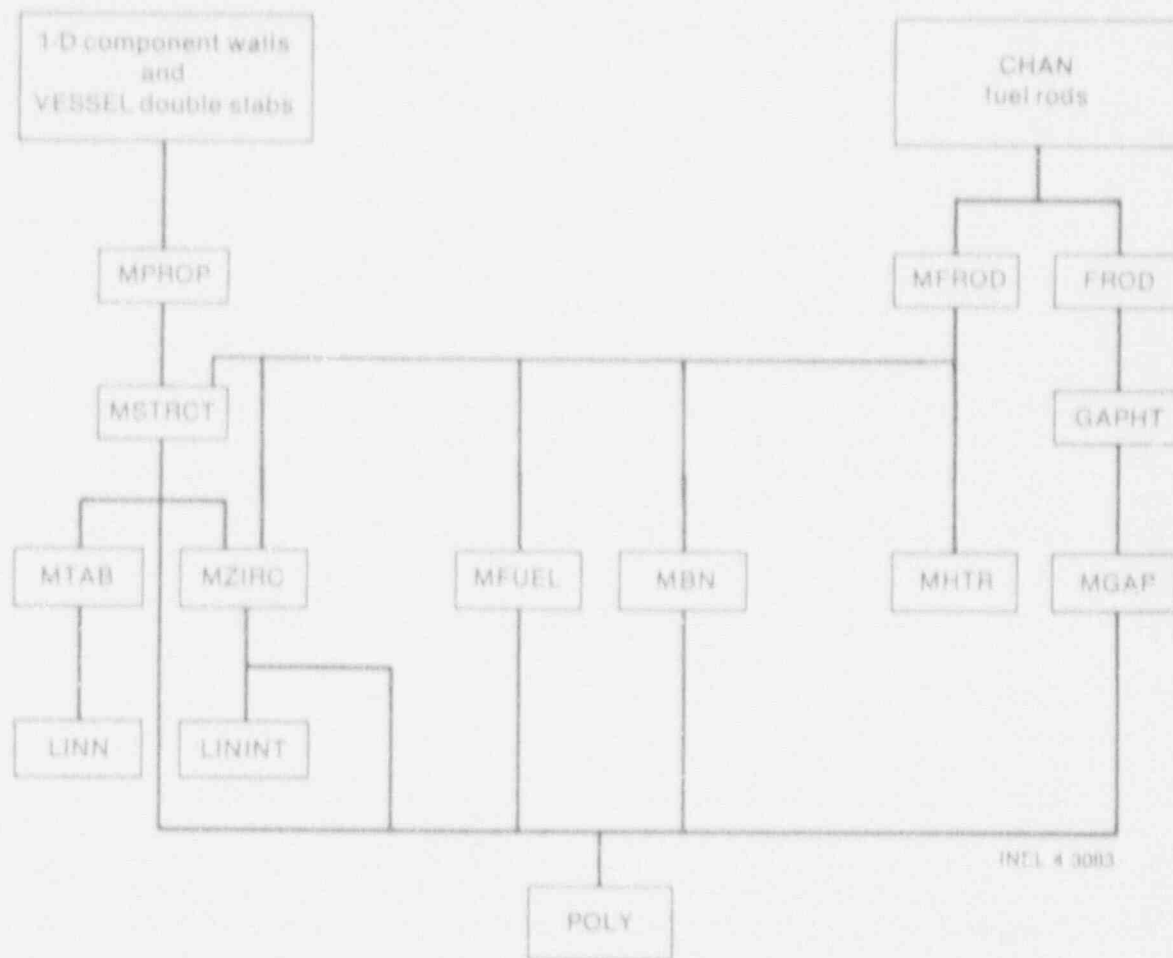 1-D component walls
and
VESSEL double slabs
CHAN
fuel rods
MPROP
MFROD
FROD
MSTRCT
GAPHT
MTAB
MZIRC
MFUEL
MBN
MHTR
MGAP
LINN
LININT
INEL 4 3083
POLY